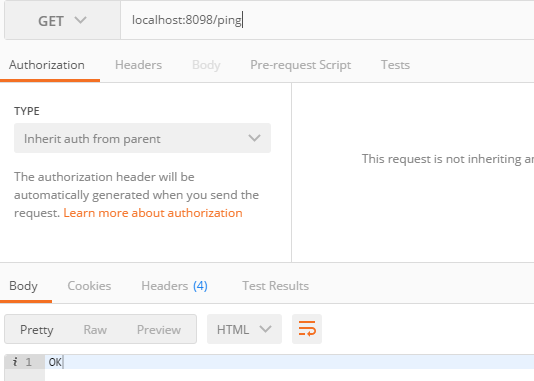 GET localhost:8098/ping
Authorization Headers Body Pre-request Script Tests
TYPE
Inherit auth from parent
This request is not inheriting
The authorization header will be
automatically generated when you send the
request. Learn more about authorization
Body Cookies Headers (4) Test Results
Pretty Raw Preview HTML
i 1 OK